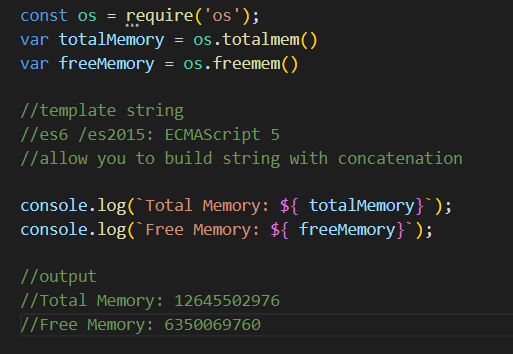 const os = require('os');
var totalMemory = os.totalmem()
var freeMemory = os.freemem()
//template string
//es6 /es2015: ECMAScript 5
//allow you to build string with concatenation
console.log(`Total Memory: ${ totalMemory}`);
console.log(`Free Memory: ${ freeMemory}`);
//output
//Total Memory: 12645502976
//Free Memory: 6350069760